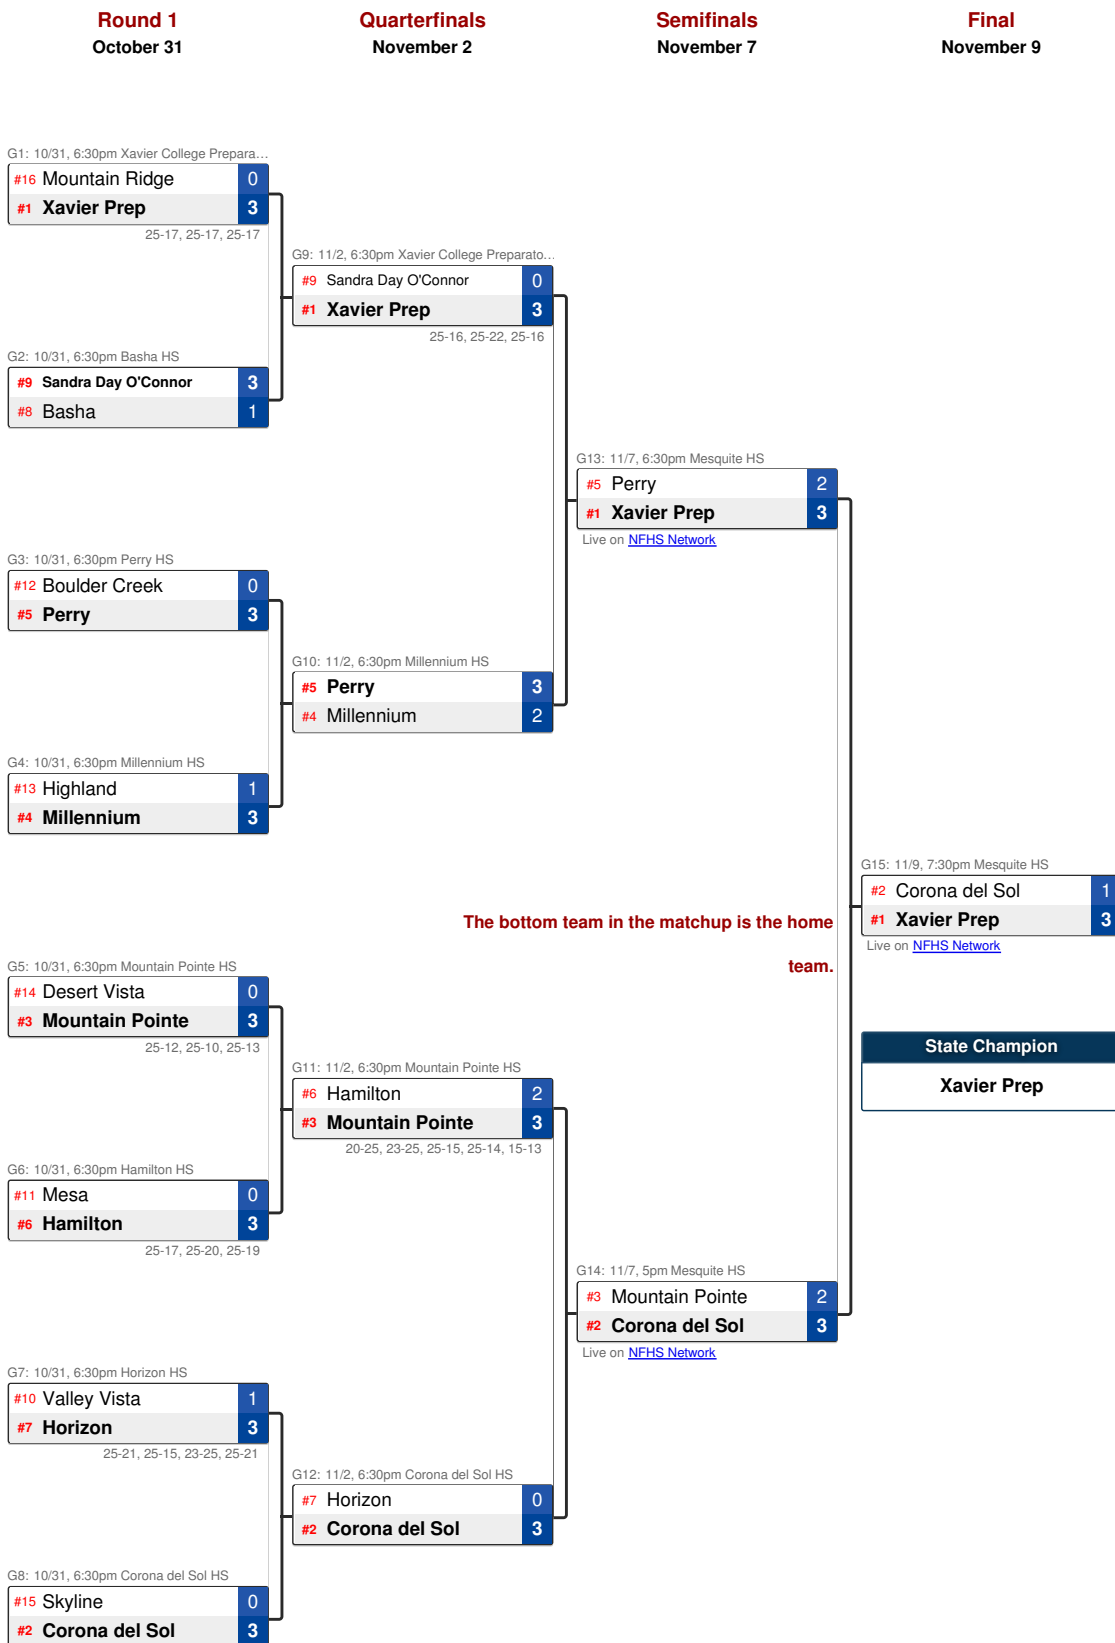 Round 1
October 31
Quarterfinals
November 2
Semifinals
November 7
Final
November 9
G1: 10/31, 6:30pm Xavier College Prepara...
#16 Mountain Ridge 0
#1 Xavier Prep 3
25-17, 25-17, 25-17
G2: 10/31, 6:30pm Basha HS
#9 Sandra Day O'Connor 3
#8 Basha 1
G3: 10/31, 6:30pm Perry HS
#12 Boulder Creek 0
#5 Perry 3
G4: 10/31, 6:30pm Millennium HS
#13 Highland 1
#4 Millennium 3
G5: 10/31, 6:30pm Mountain Pointe HS
#14 Desert Vista 0
#3 Mountain Pointe 3
25-12, 25-10, 25-13
G6: 10/31, 6:30pm Hamilton HS
#11 Mesa 0
#6 Hamilton 3
25-17, 25-20, 25-19
G7: 10/31, 6:30pm Horizon HS
#10 Valley Vista 1
#7 Horizon 3
25-21, 25-15, 23-25, 25-21
G8: 10/31, 6:30pm Corona del Sol HS
#15 Skyline 0
#2 Corona del Sol 3
G9: 11/2, 6:30pm Xavier College Preparato...
#9 Sandra Day O'Connor 0
#1 Xavier Prep 3
25-16, 25-22, 25-16
G10: 11/2, 6:30pm Millennium HS
#5 Perry 3
#4 Millennium 2
G11: 11/2, 6:30pm Mountain Pointe HS
#6 Hamilton 2
#3 Mountain Pointe 3
20-25, 23-25, 25-15, 25-14, 15-13
G12: 11/2, 6:30pm Corona del Sol HS
#7 Horizon 0
#2 Corona del Sol 3
G13: 11/7, 6:30pm Mesquite HS
#5 Perry 2
#1 Xavier Prep 3
Live on NFHS Network
The bottom team in the matchup is the home
team.
G14: 11/7, 5pm Mesquite HS
#3 Mountain Pointe 2
#2 Corona del Sol 3
Live on NFHS Network
G15: 11/9, 7:30pm Mesquite HS
#2 Corona del Sol 1
#1 Xavier Prep 3
Live on NFHS Network
State Champion
Xavier Prep